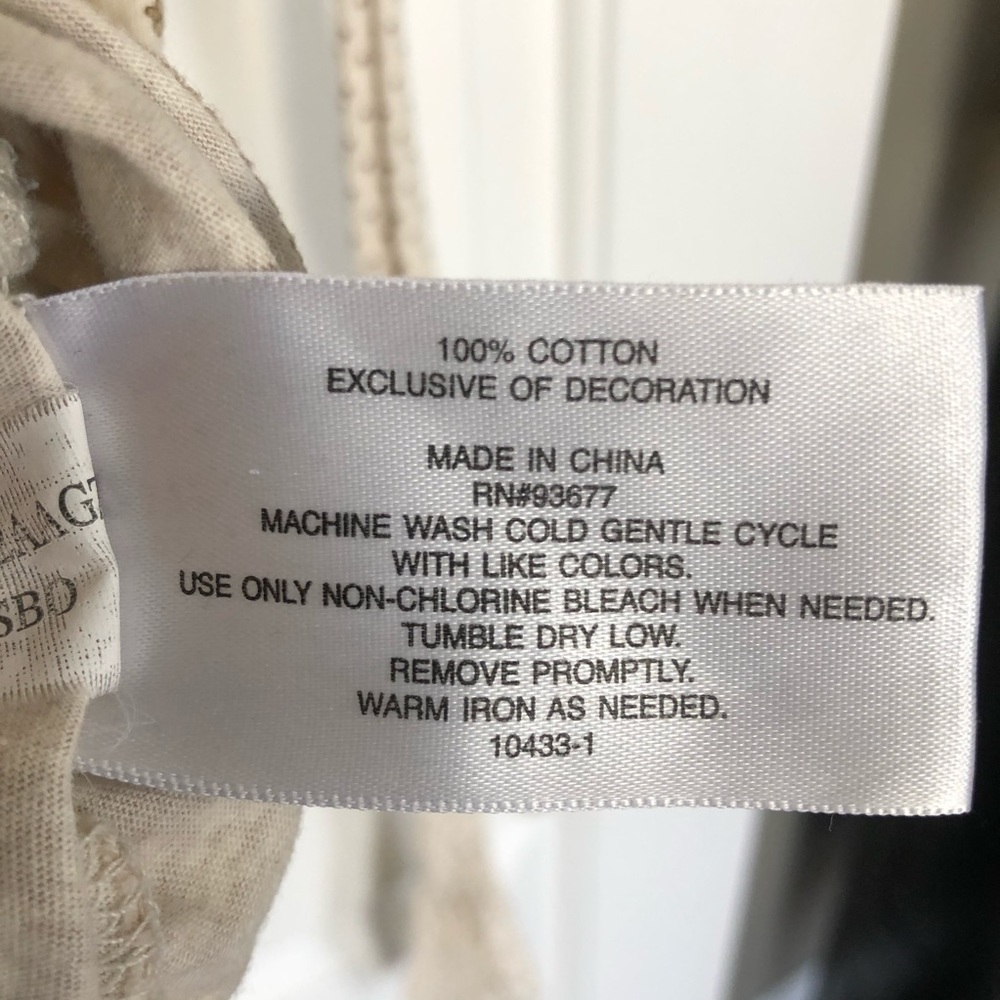 100% COTTON
EXCLUSIVE OF DECORATION
MADE IN CHINA
RN#93677
MACHINE WASH COLD GENTLE CYCLE
WITH LIKE COLORS.
USE ONLY NON-CHLORINE BLEACH WHEN NEEDED.
TUMBLE DRY LOW.
REMOVE PROMPTLY.
WARM IRON AS NEEDED.
10433-1